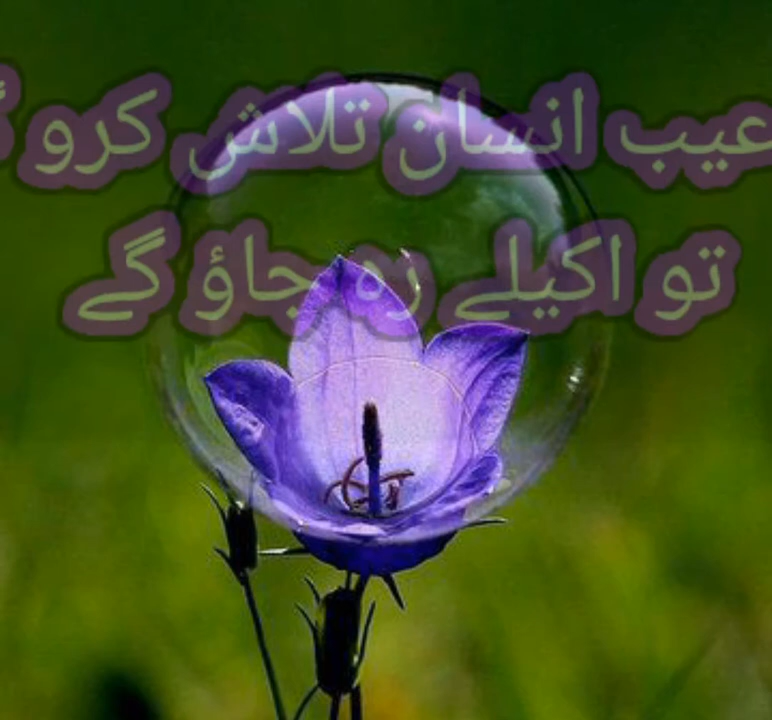 عیب انسان تلاش کرو
تو اکیلے رہ جاؤ گے